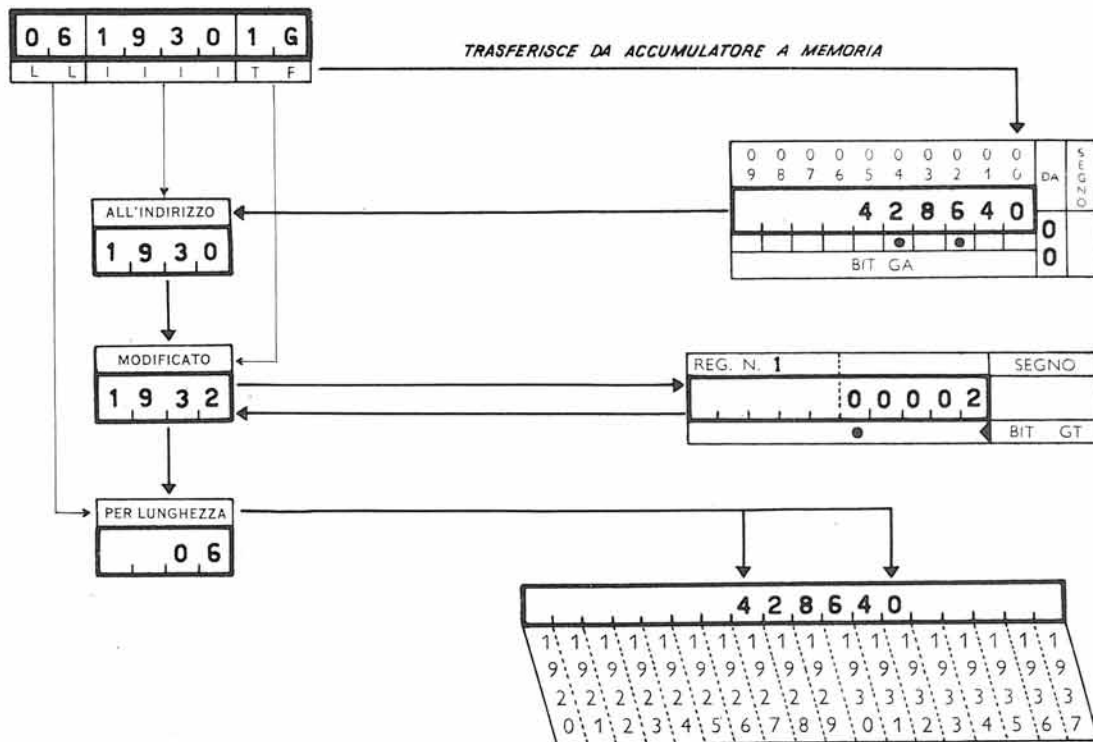 0 6 1 9 3 0 1 G
L L I I I I T F
TRASFERISCE DA ACCUMULATORE A MEMORIA
0 0 0 0 0 0 0 0 0 0
9 8 7 6 5 4 3 2 1 0
DA
SEGNO
4 2 8 6 4 0
0
0
BIT GA
ALL'INDIRIZZO
1 9 3 0
MODIFICATO
1 9 3 2
REG. N. 1
SEGNO
0 0 0 0 2
BIT GT
PER LUNGHEZZA
0 6
4 2 8 6 4 0
1 1 1 1 1 1 1 1 1 1 1 1 1 1 1 1 1 1
9 9 9 9 9 9 9 9 9 9 9 9 9 9 9 9 9 9
2 2 2 2 2 2 2 2 2 2 3 3 3 3 3 3 3 3
0 1 2 3 4 5 6 7 8 9 0 1 2 3 4 5 6 7